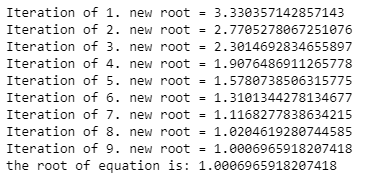 Iteration of 1. new root = 3.330357142857143
Iteration of 2. new root = 2.7705278067251076
Iteration of 3. new root = 2.3014692834655897
Iteration of 4. new root = 1.9076486911265778
Iteration of 5. new root = 1.5780738506315775
Iteration of 6. new root = 1.3101344278134677
Iteration of 7. new root = 1.1168277838634215
Iteration of 8. new root = 1.0204619280744585
Iteration of 9. new root = 1.0006965918207418
the root of equation is: 1.0006965918207418